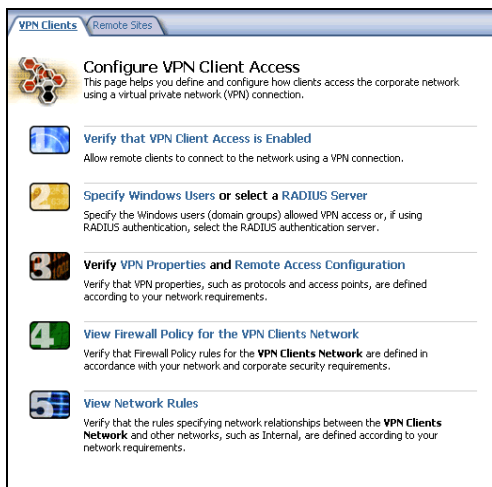 VPN Clients Remote Sites
Configure VPN Client Access
This page helps you define and configure how clients access the corporate network
using a virtual private network (VPN) connection.
1
Verify that VPN Client Access is Enabled
Allow remote clients to connect to the network using a VPN connection.
2
Specify Windows Users or select a RADIUS Server
Specify the Windows users (domain groups) allowed VPN access or, if using
RADIUS authentication, select the RADIUS authentication server.
3
Verify VPN Properties and Remote Access Configuration
Verify that VPN properties, such as protocols and access points, are defined
according to your network requirements.
4
View Firewall Policy for the VPN Clients Network
Verify that Firewall Policy rules for the VPN Clients Network are defined in
accordance with your network and corporate security requirements.
5
View Network Rules
Verify that the rules specifying network relationships between the VPN Clients
Network and other networks, such as Internal, are defined according to your
network requirements.